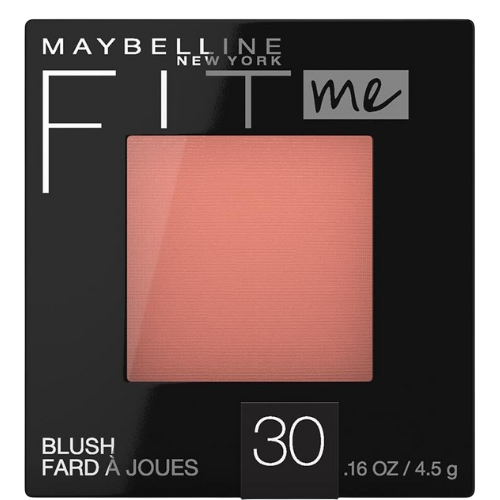 MAYBELLINE
NEW YORK
FIT me
BLUSH
FARD À JOUES
30
.16 OZ / 4.5 g